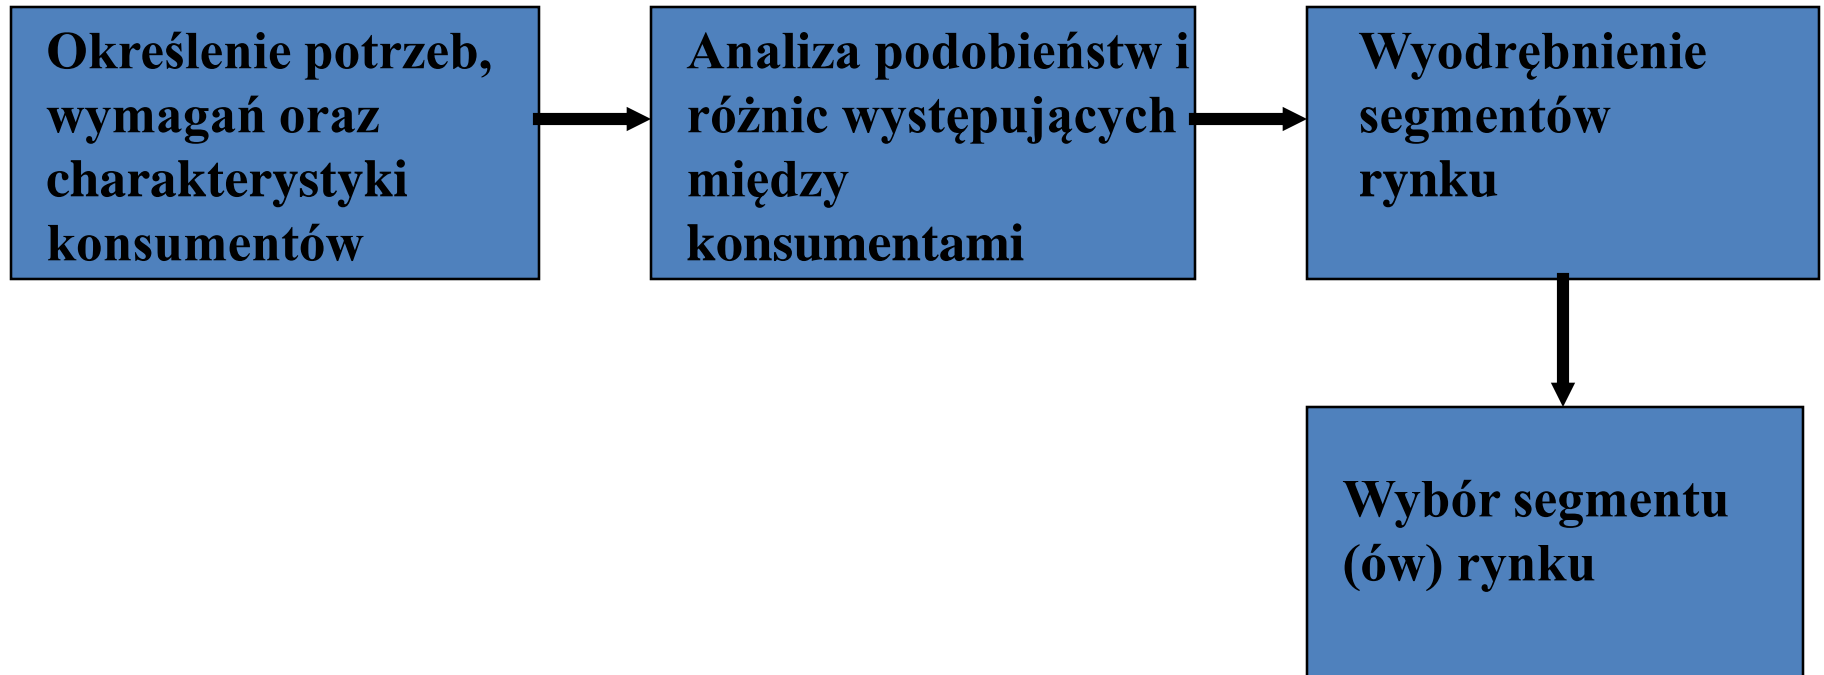 Określenie potrzeb,
wymagań oraz
charakterystyki
konsumentów
Analiza podobieństw i
różnic występujących
między
konsumentami
Wyodrębnienie
segmentów
rynku
Wybór segmentu
(ów) rynku